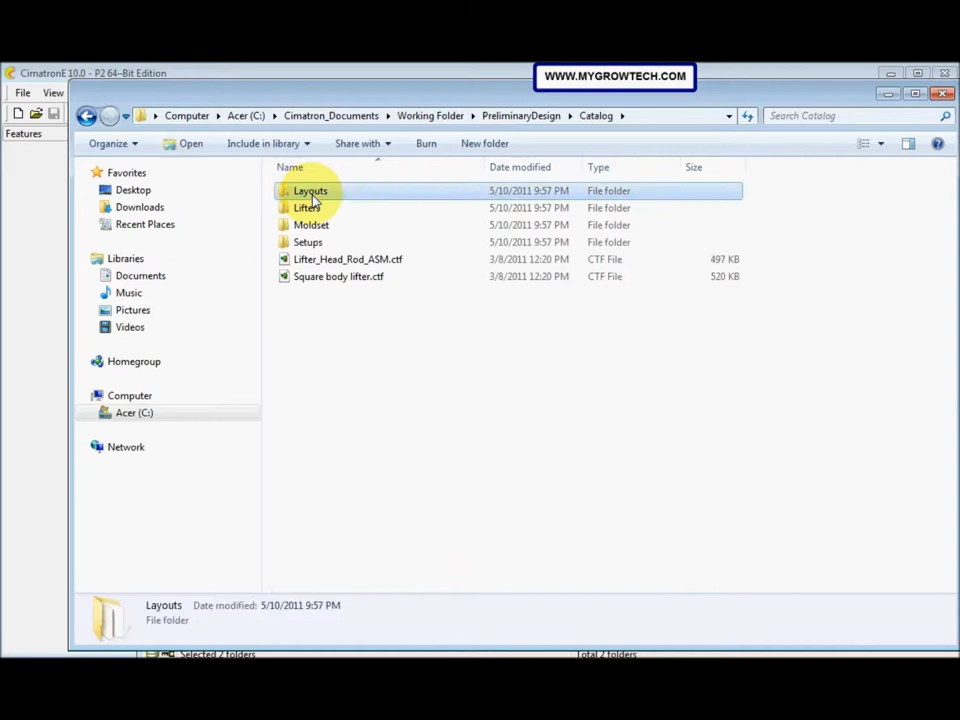 CimatronE 10.0 - P2 64-Bit Edition
WWW.MYGROWTECH.COM
File View
Computer Acer (C:) Cimatron_Documents Working Folder PreliminaryDesign Catalog Search Catalog
Features
Organize Open Include in library Share with Burn New folder
Name Date modified Type Size
Favorites
Desktop
Downloads
Recent Places
Libraries
Documents
Music
Pictures
Videos
Homegroup
Computer
Acer (C:)
Network
Layouts 5/10/2011 9:57 PM File folder
Lifters 5/10/2011 9:57 PM File folder
Moldset 5/10/2011 9:57 PM File folder
Setups 5/10/2011 9:57 PM File folder
Lifter_Head_Rod_ASM.ctf 3/8/2011 12:20 PM CTF File 497 KB
Square body lifter.ctf 3/8/2011 12:20 PM CTF File 520 KB
Layouts Date modified: 5/10/2011 9:57 PM
File folder
Selected 2 folders Total 2 folders